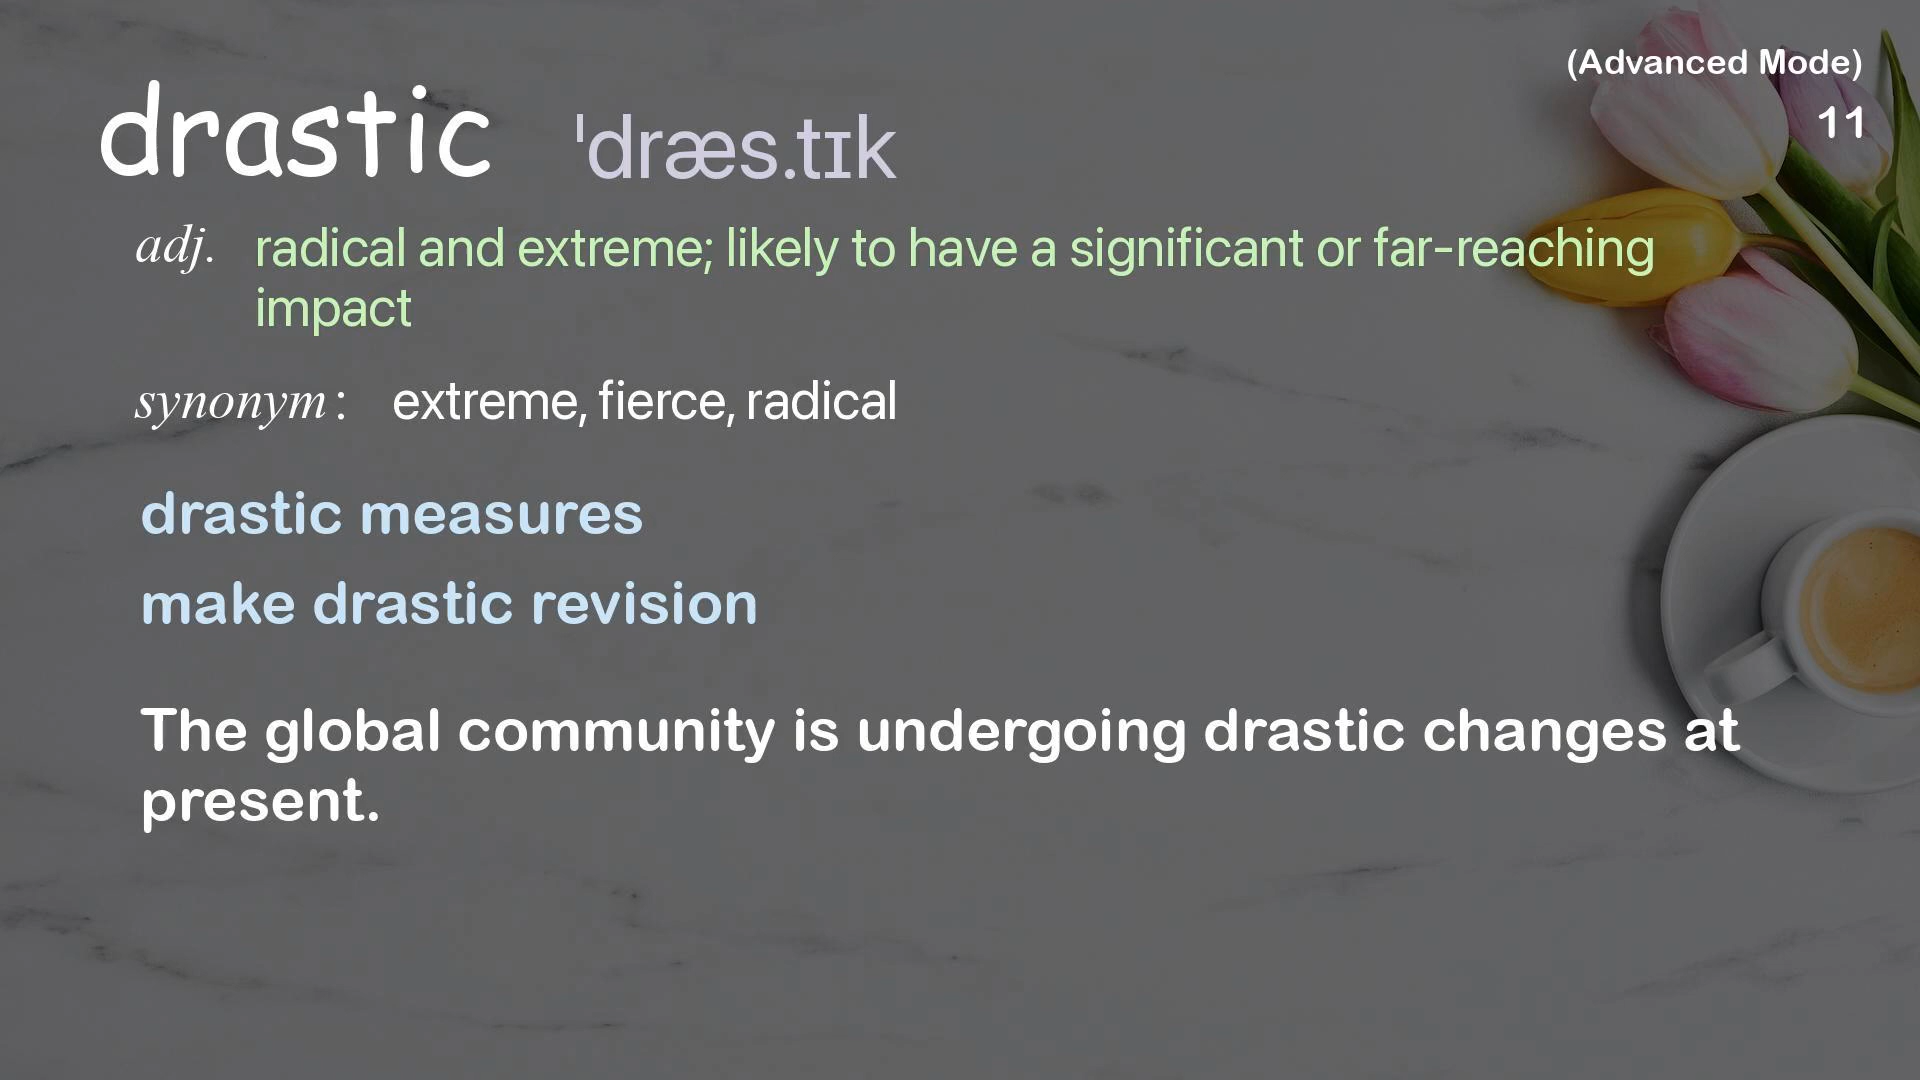 (Advanced Mode)
11
drastic ˈdræs.tɪk
adj. radical and extreme; likely to have a significant or far-reaching
impact
synonym: extreme, fierce, radical
drastic measures
make drastic revision
The global community is undergoing drastic changes at
present.